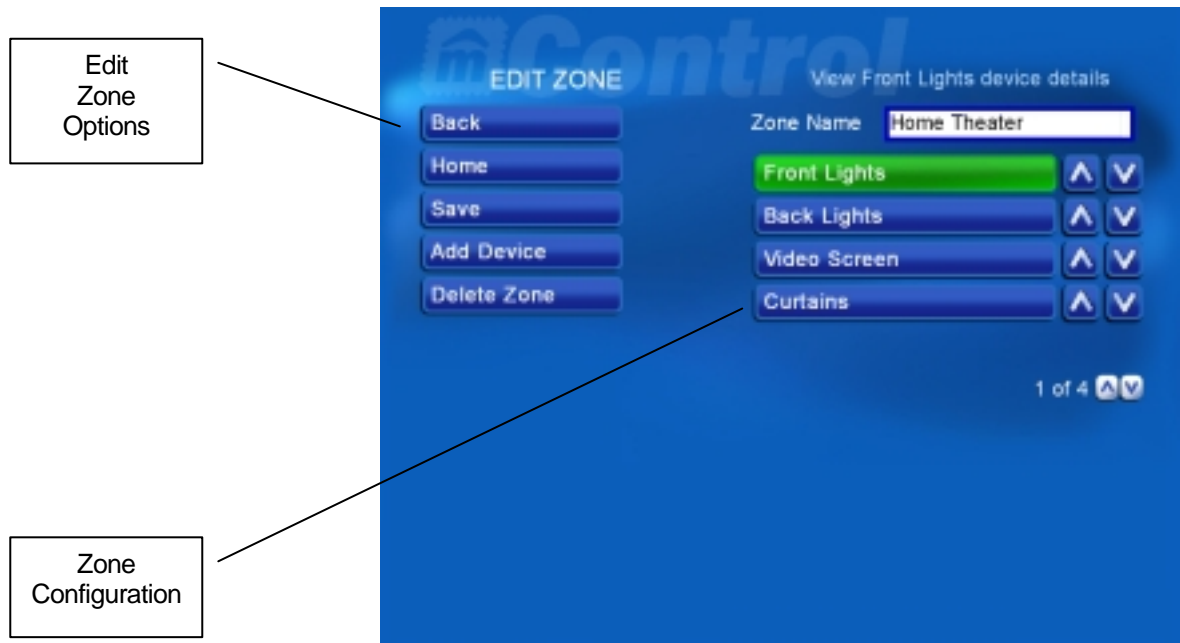 Edit
Zone
Options
mControl
EDIT ZONE
View Front Lights device details
Back
Home
Save
Add Device
Delete Zone
Zone Name Home Theater
Front Lights
Back Lights
Video Screen
Curtains
1 of 4
Zone
Configuration